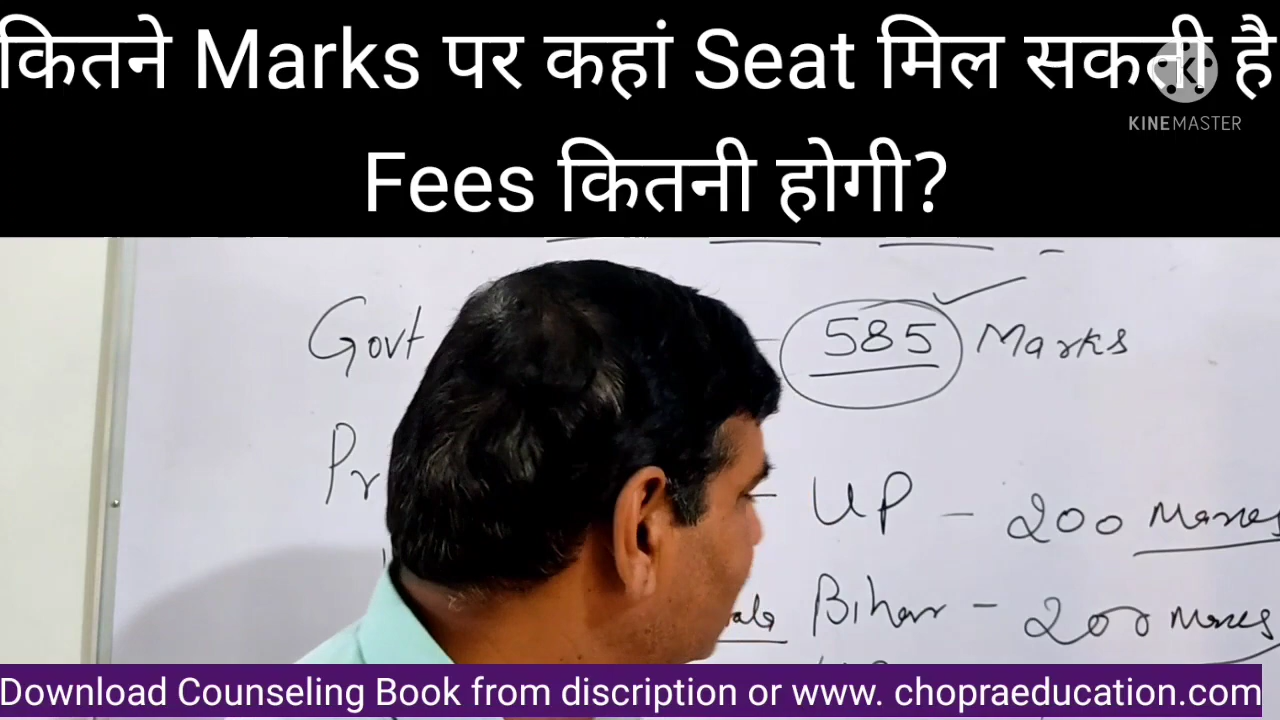 कितने Marks पर कहां Seat मिल सकती है
KINEMASTER
Fees कितनी होगी?
Govt 585 Marks
UP - 200 Marks
Bihar - 200 Marks
Download Counseling Book from discription or www. chopraeducation.com